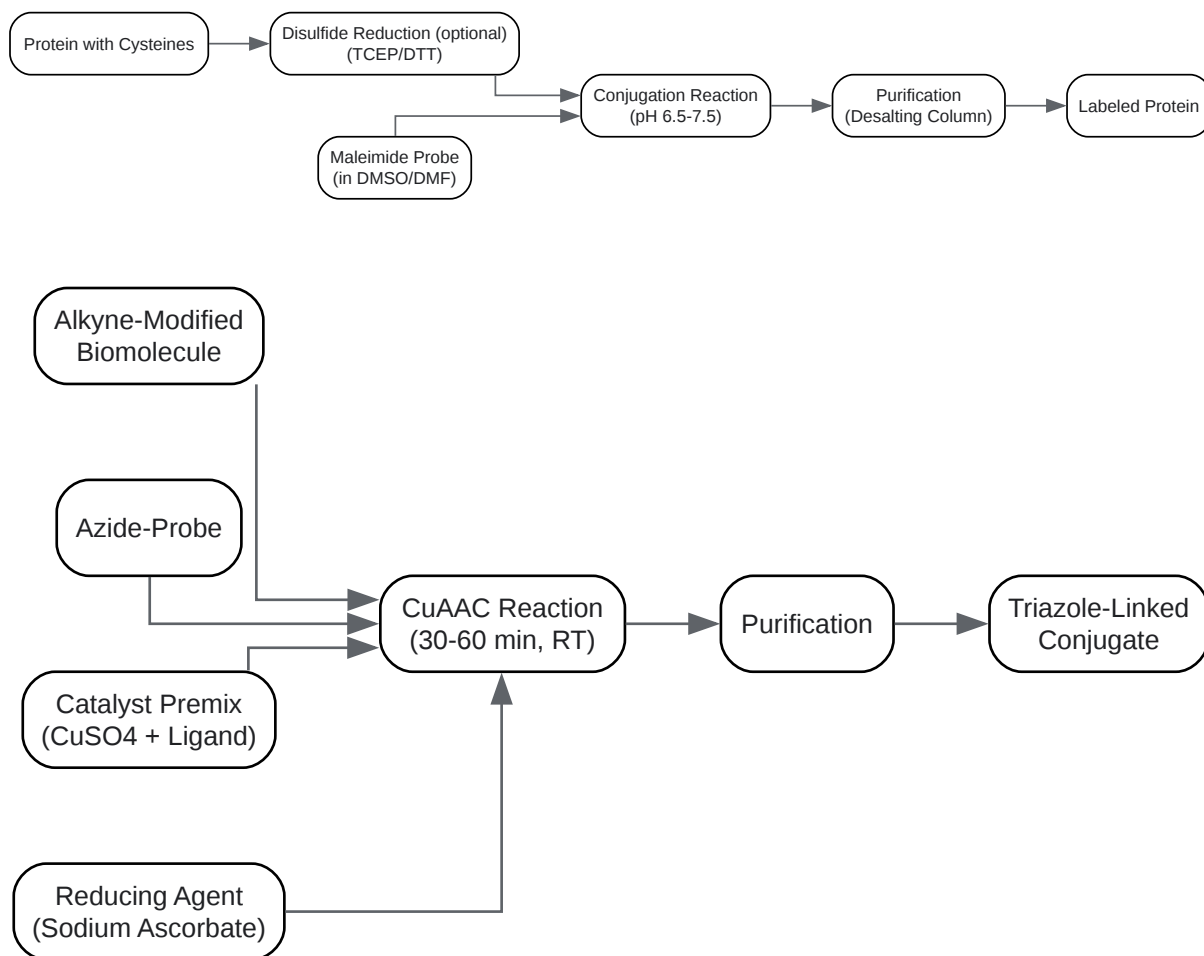 Protein with Cysteines
Disulfide Reduction (optional)
(TCEP/DTT)
Maleimide Probe
(in DMSO/DMF)
Conjugation Reaction
(pH 6.5-7.5)
Purification
(Desalting Column)
Labeled Protein
Alkyne-Modified
Biomolecule
Azide-Probe
Catalyst Premix
(CuSO4 + Ligand)
Reducing Agent
(Sodium Ascorbate)
CuAAC Reaction
(30-60 min, RT)
Purification
Triazole-Linked
Conjugate